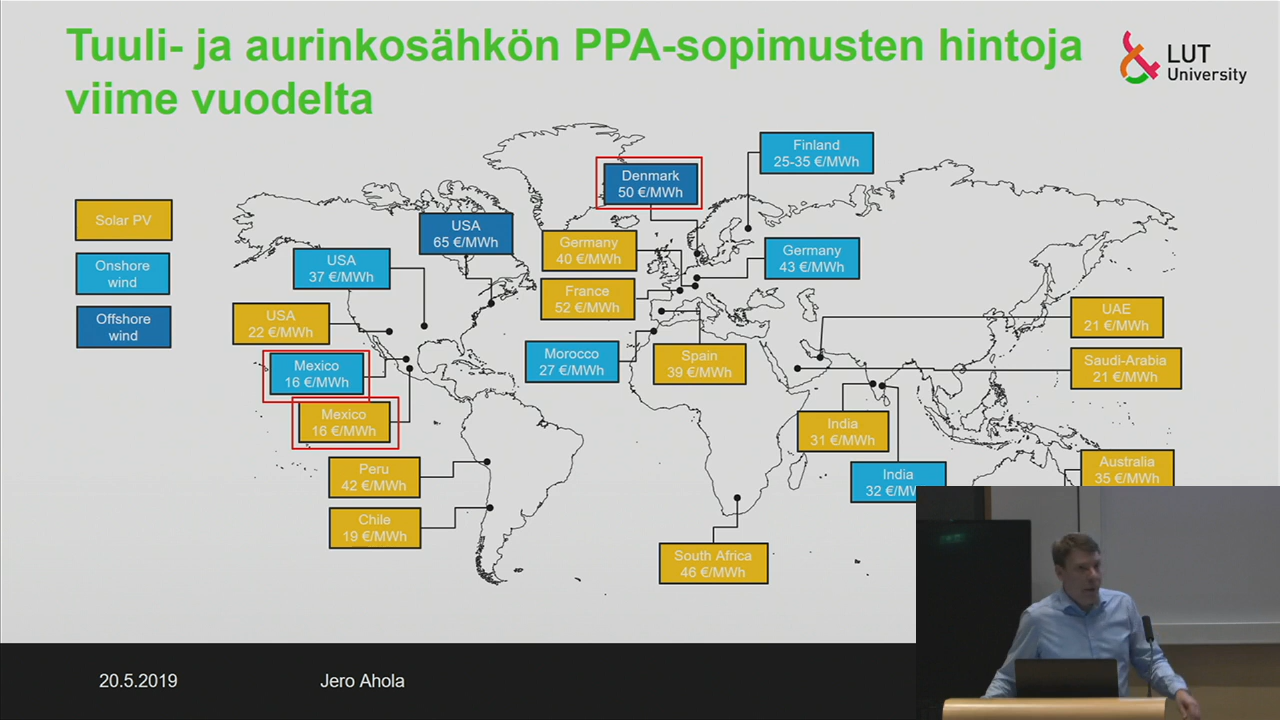 Tuuli- ja aurinkosähkön PPA-sopimusten hintoja
viime vuodelta
LUT
University
Finland
25-35 €/MWh
Denmark
50 €/MWh
Solar PV
USA
65 €/MWh
Germany
40 €/MWh
Germany
43 €/MWh
Onshore
wind
USA
37 €/MWh
France
52 €/MWh
Offshore
wind
USA
22 €/MWh
UAE
21 €/MWh
Mexico
16 €/MWh
Morocco
27 €/MWh
Spain
39 €/MWh
Saudi-Arabia
21 €/MWh
Mexico
16 €/MWh
India
31 €/MWh
Peru
42 €/MWh
India
32 €/MWh
Australia
35 €/MWh
Chile
19 €/MWh
South Africa
46 €/MWh
20.5.2019
Jero Ahola